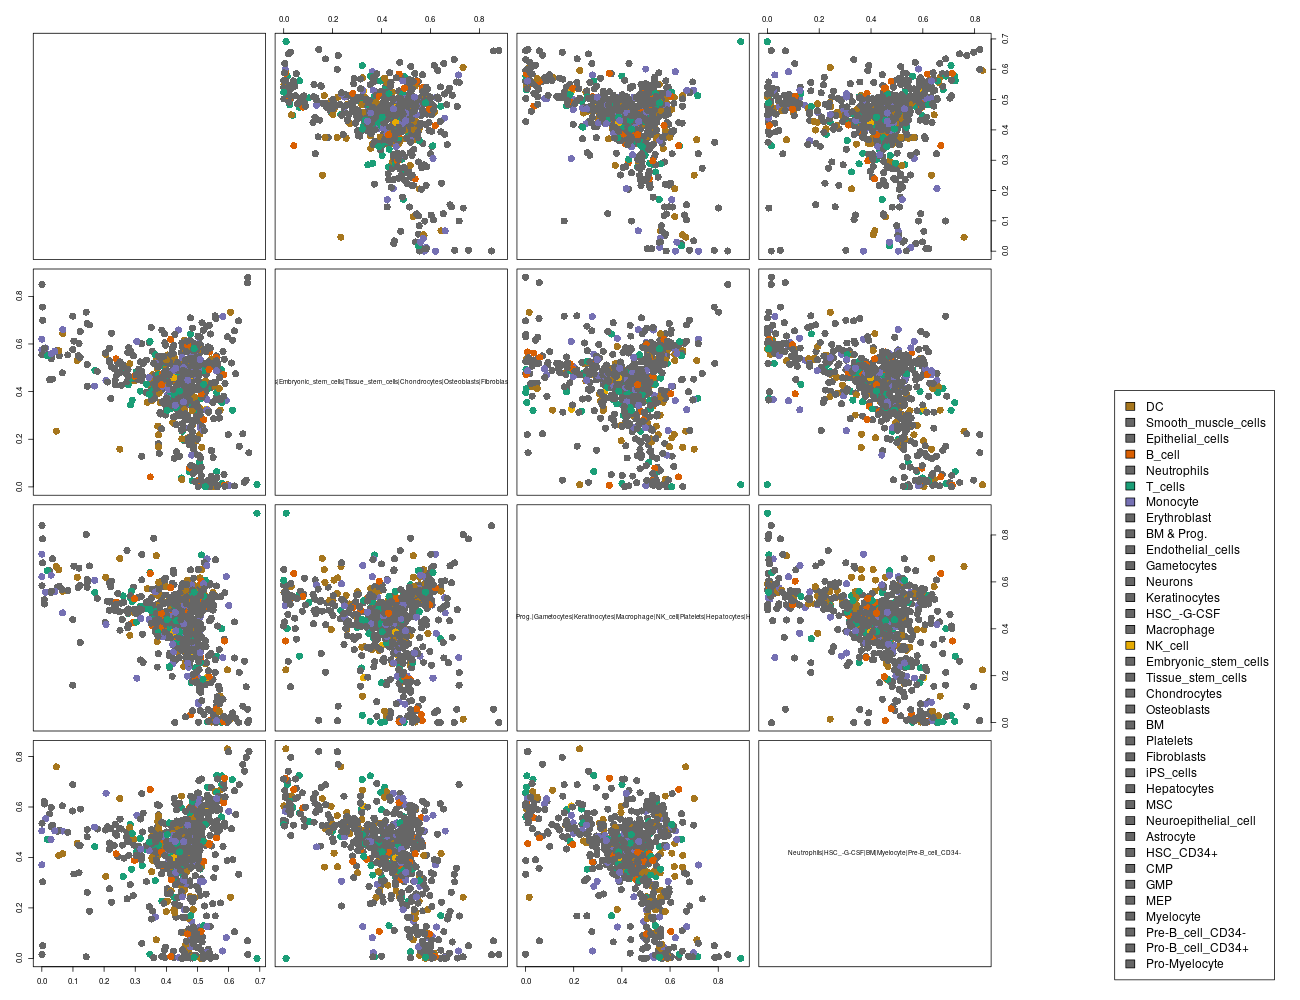 0.0 0.2 0.4 0.6 0.8
0.0 0.2 0.4 0.6 0.8
0.0 0.1 0.2 0.3 0.4 0.5 0.6 0.7
0.0 0.2 0.4 0.6 0.8
|Embryonic_stem_cells|Tissue_stem_cells|Chondrocytes|Osteoblasts|Fibroblas
Prog.|Gametocytes|Keratinocytes|Macrophage|NK_cell|Platelets|Hepatocytes|H
0.0 0.2 0.4 0.6 0.8
0.0 0.2 0.4 0.6 0.8
Neutrophils|HSC_-G-CSF|BM|Myelocyte|Pre-B_cell_CD34-
0.0 0.1 0.2 0.3 0.4 0.5 0.6 0.7
0.0 0.2 0.4 0.6 0.8
DC
Smooth_muscle_cells
Epithelial_cells
B_cell
Neutrophils
T_cells
Monocyte
Erythroblast
BM & Prog.
Endothelial_cells
Gametocytes
Neurons
Keratinocytes
HSC_-G-CSF
Macrophage
NK_cell
Embryonic_stem_cells
Tissue_stem_cells
Chondrocytes
Osteoblasts
BM
Platelets
Fibroblasts
iPS_cells
Hepatocytes
MSC
Neuroepithelial_cell
Astrocyte
HSC_CD34+
CMP
GMP
MEP
Myelocyte
Pre-B_cell_CD34-
Pro-B_cell_CD34+
Pro-Myelocyte